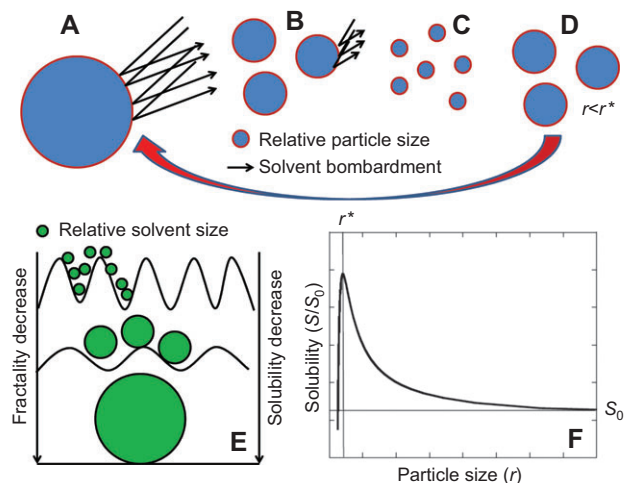 A
B
C
D
r<r*
Relative particle size
Solvent bombardment
Relative solvent size
Fractality decrease
Solubility decrease
E
r*
Solubility (S/S₀)
S₀
F
Particle size (r)